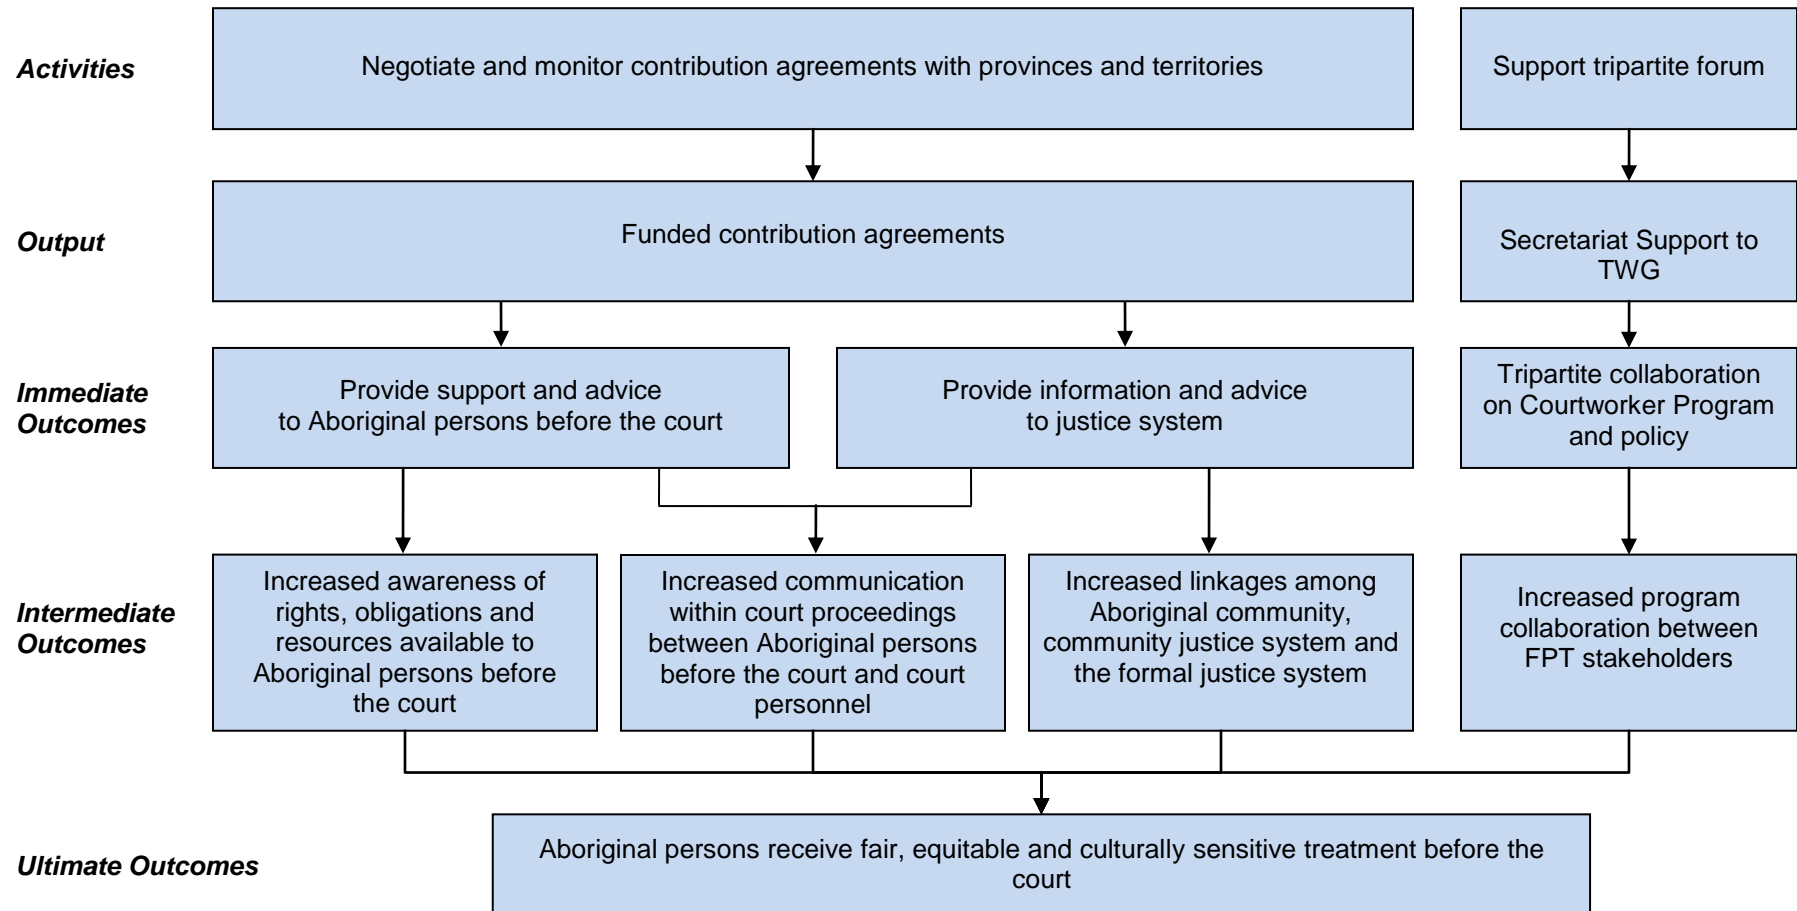 Activities
Negotiate and monitor contribution agreements with provinces and territories
Support tripartite forum
Output
Funded contribution agreements
Secretariat Support to
TWG
Immediate
Outcomes
Provide support and advice
to Aboriginal persons before the court
Provide information and advice
to justice system
Tripartite collaboration
on Courtworker Program
and policy
Intermediate
Outcomes
Increased awareness of
rights, obligations and
resources available to
Aboriginal persons before
the court
Increased communication
within court proceedings
between Aboriginal persons
before the court and court
personnel
Increased linkages among
Aboriginal community,
community justice system and
the formal justice system
Increased program
collaboration between
FPT stakeholders
Ultimate Outcomes
Aboriginal persons receive fair, equitable and culturally sensitive treatment before the
court